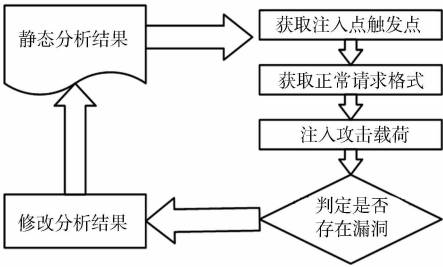 静态分析结果
获取注入点触发点
获取正常请求格式
注入攻击载荷
判定是否
存在漏洞
修改分析结果